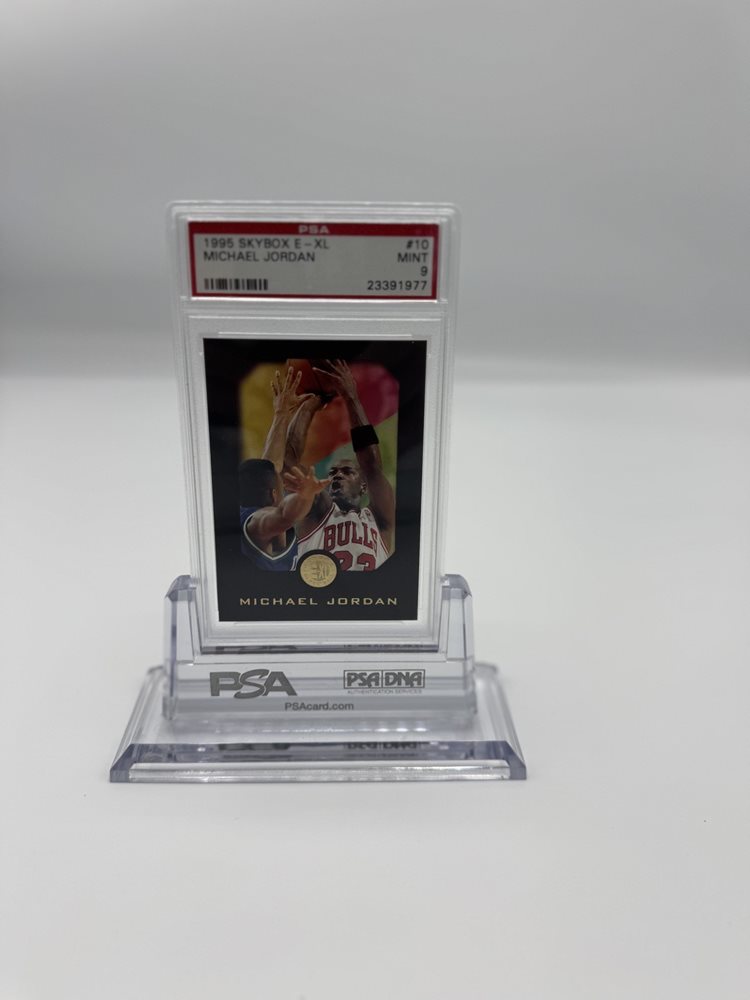 PSA
1995 SKYBOX E-XL #10
MICHAEL JORDAN MINT
9
23391977
BULLS
23
MICHAEL JORDAN
PSA PSA DNA
AUTHENTICATION SERVICES
PSAcard.com